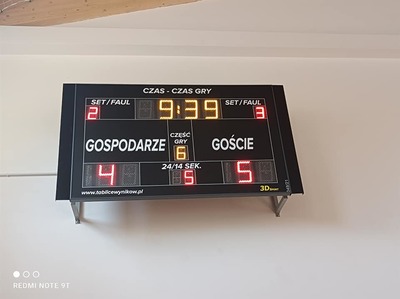 CZAS - CZAS GRY
SET / FAUL 9:39 SET / FAUL
2 3
CZĘŚĆ
GOSPODARZE GRY GOŚCIE
6
24/14 SEK.
4 5 5
www.tablicewynikow.pl 3D
REDMI NOTE 9T